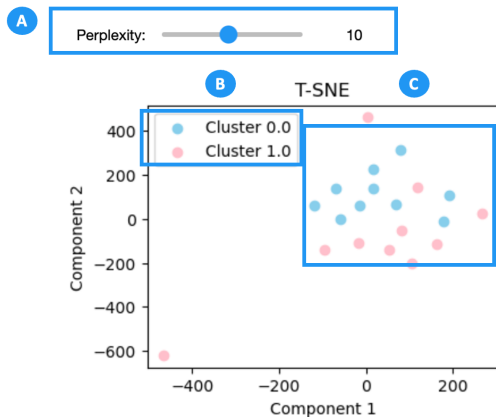 A
Perplexity: 10
B
C
T-SNE
Cluster 0.0
Cluster 1.0
400
200
0
−200
−400
−600
Component 2
−400 −200 0 200
Component 1